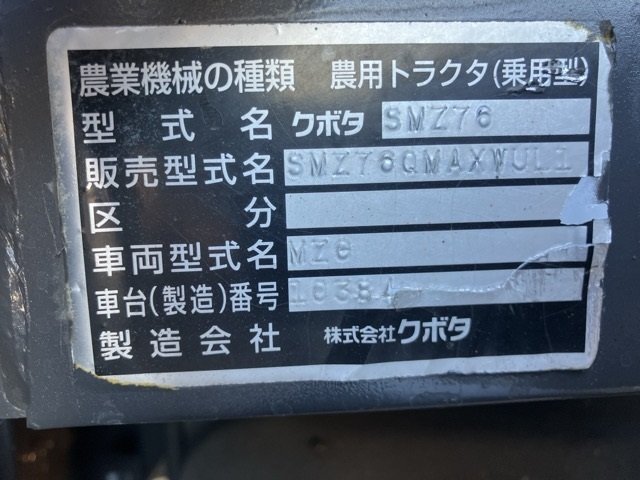 農業機械の種類 農用トラクタ(乗用型)
型式名 クボタ SMZ76
販売型式名 SMZ76QMAXWUL1
区分
車両型式名 MZ6
車台(製造)番号 10384
製造会社 株式会社クボタ